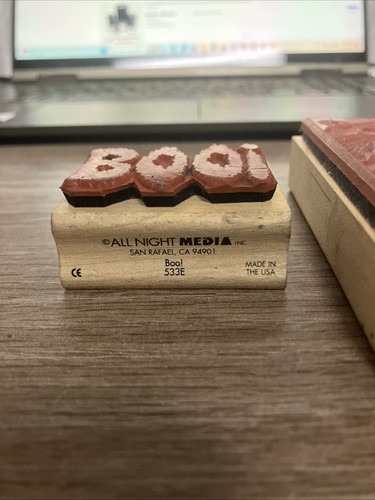 BOO!
©ALL NIGHT MEDIA INC
SAN RAFAEL, CA 94901
Boo!
533E
CE
MADE IN
THE USA